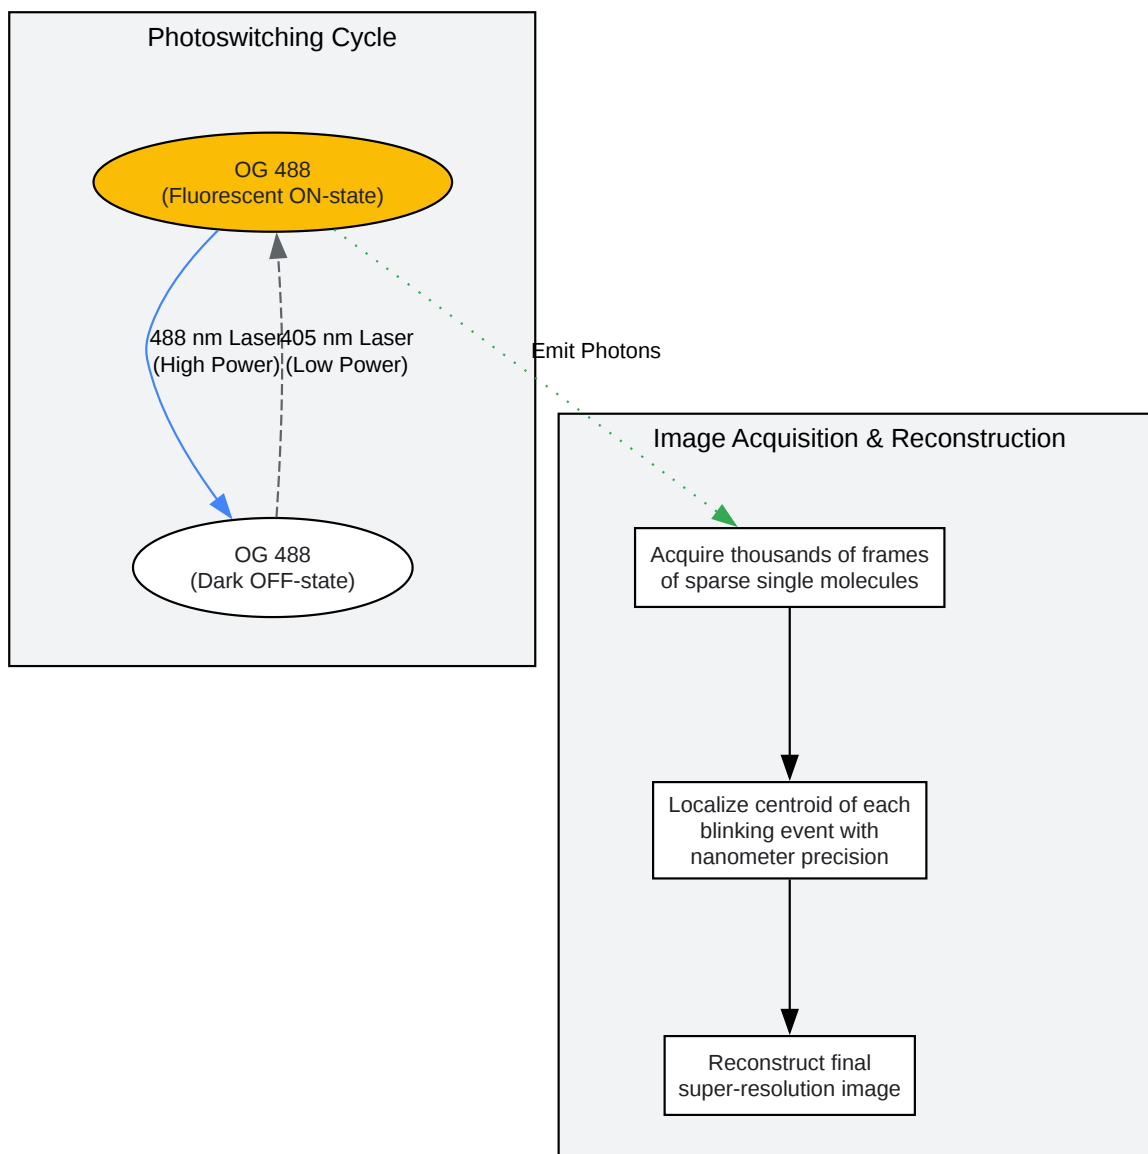 Photoswitching Cycle
OG 488
(Fluorescent ON-state)
488 nm Laser
(High Power)
405 nm Laser
(Low Power)
Emit Photons
OG 488
(Dark OFF-state)
Image Acquisition & Reconstruction
Acquire thousands of frames
of sparse single molecules
Localize centroid of each
blinking event with
nanometer precision
Reconstruct final
super-resolution image